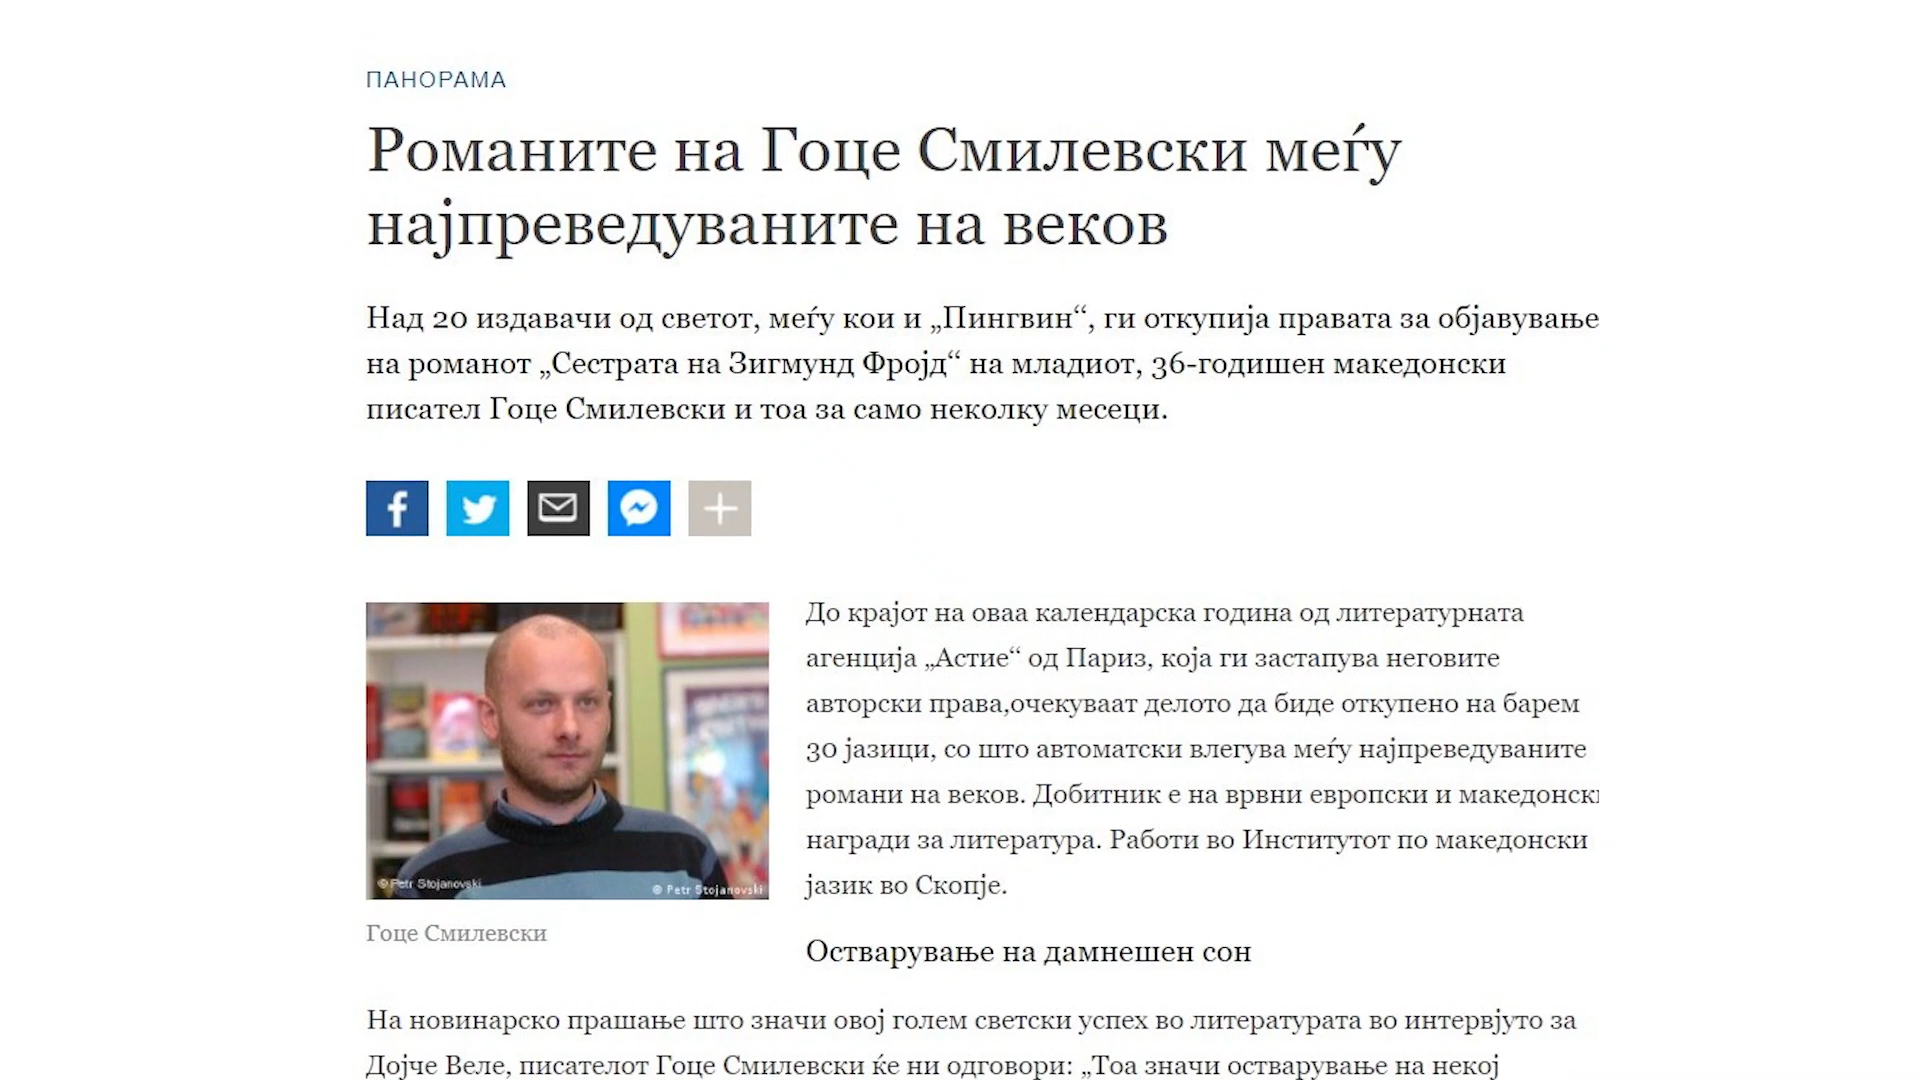 ПАНОРАМА
Романите на Гоце Смилевски меѓу
најпреведуваните на веков
Над 20 издавачи од светот, меѓу кои и „Пингвин“, ги откупија правата за објавување
на романот „Сестрата на Зигмунд Фројд“ на младиот, 36-годишен македонски
писател Гоце Смилевски и тоа за само неколку месеци.
До крајот на оваа календарска година од литературната
агенција „Астие“ од Париз, која ги застапува неговите
авторски права,очекуваат делото да биде откупено на барем
30 јазици, со што автоматски влегува меѓу најпреведуваните
романи на веков. Добитник е на врвни европски и македонски
награди за литература. Работи во Институтот по македонски
јазик во Скопје.
© Petr Stojanovski
© Petr Stojanovski
Гоце Смилевски
Остварување на дамнешен сон
На новинарско прашање што значи овој голем светски успех во литературата во интервјуто за
Дојче Веле, писателот Гоце Смилевски ќе ни одговори: „Тоа значи остварување на некој